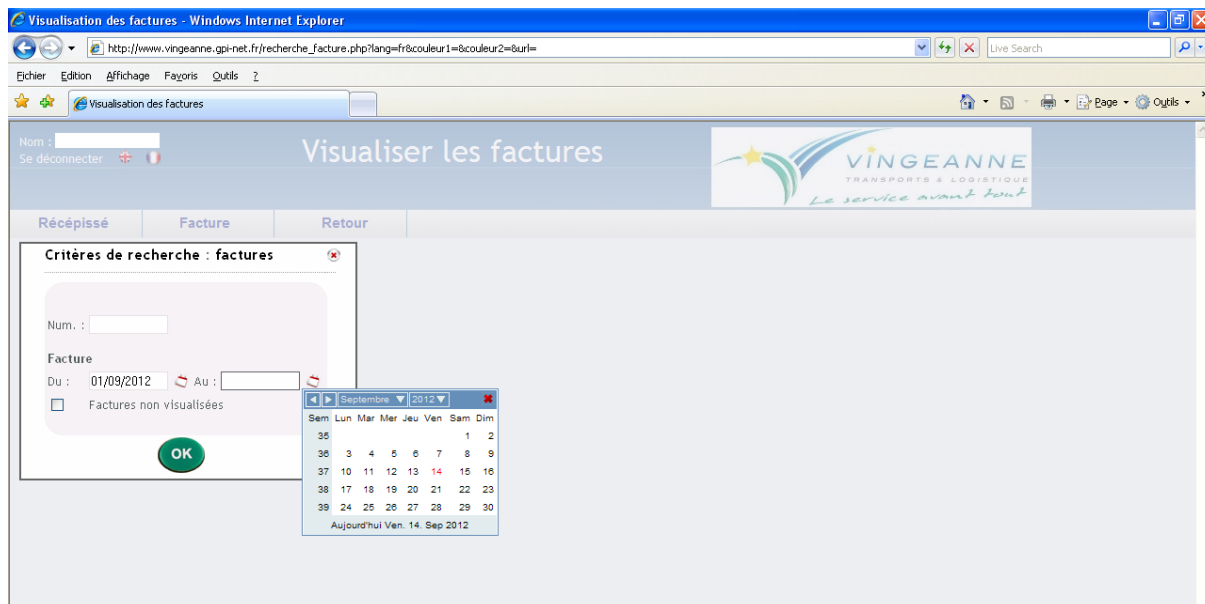 Visualisation des factures - Windows Internet Explorer
http://www.vingeanne.gpi-net.fr/recherche_facture.php?lang=fr&couleur1=&couleur2=&url=
Live Search
Fichier Edition Affichage Favoris Outils ?
Visualisation des factures
Page Outils
Nom :
Se déconnecter
Visualiser les factures
VINGEANNE
TRANSPORTS & LOGISTIQUE
Le service avant tout
Récépissé Facture Retour
Critères de recherche : factures
Num. :
Facture
Du : 01/09/2012 Au :
Factures non visualisées
OK
Septembre 2012
Sem Lun Mar Mer Jeu Ven Sam Dim
35 1 2
36 3 4 5 6 7 8 9
37 10 11 12 13 14 15 16
38 17 18 19 20 21 22 23
39 24 25 26 27 28 29 30
Aujourd'hui Ven. 14. Sep 2012